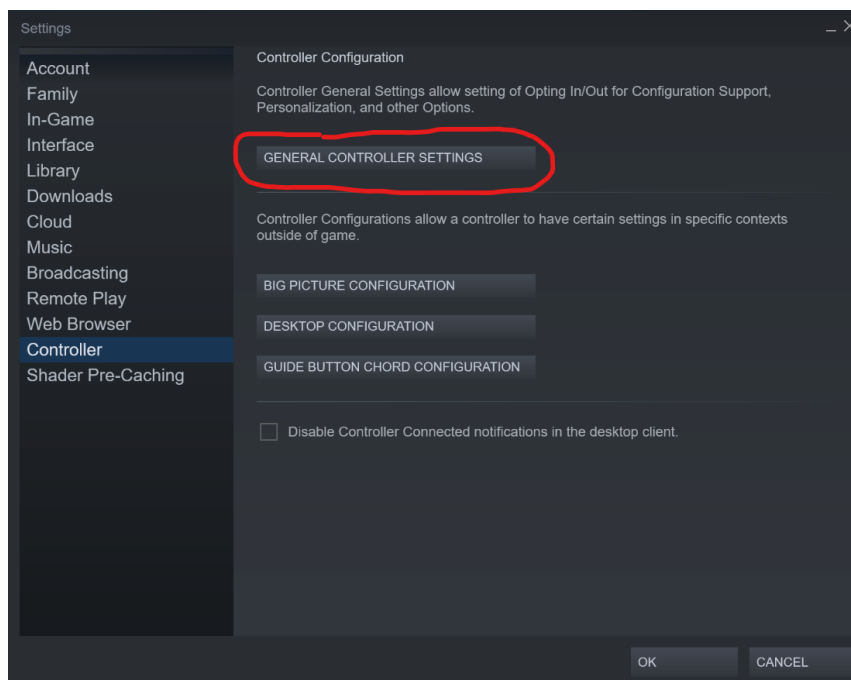 Settings
Account
Family
In-Game
Interface
Library
Downloads
Cloud
Music
Broadcasting
Remote Play
Web Browser
Controller
Shader Pre-Caching
Controller Configuration
Controller General Settings allow setting of Opting In/Out for Configuration Support,
Personalization, and other Options.
GENERAL CONTROLLER SETTINGS
Controller Configurations allow a controller to have certain settings in specific contexts
outside of game.
BIG PICTURE CONFIGURATION
DESKTOP CONFIGURATION
GUIDE BUTTON CHORD CONFIGURATION
Disable Controller Connected notifications in the desktop client.
OK
CANCEL